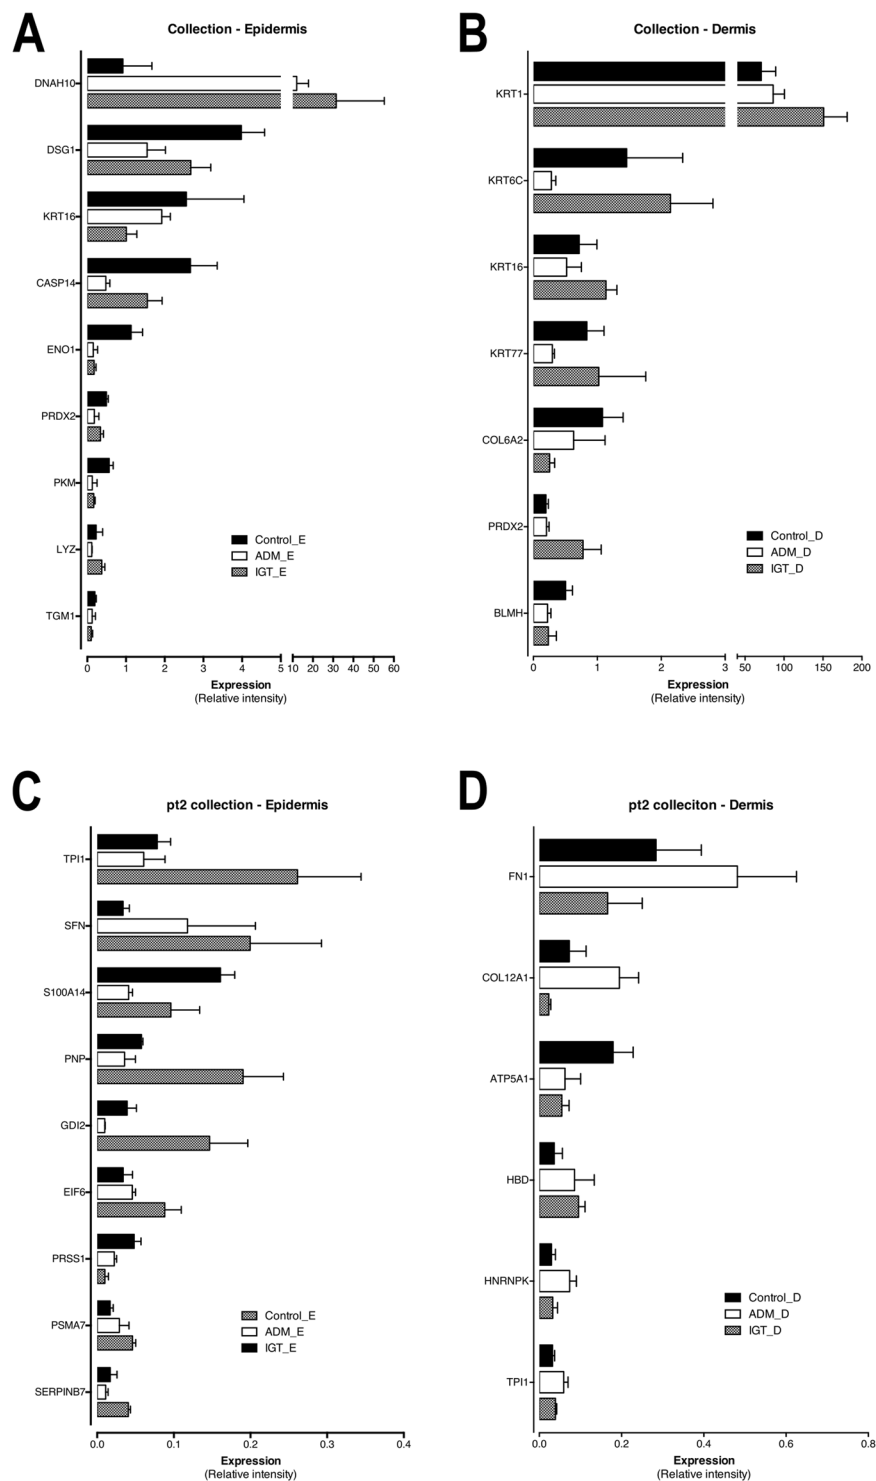 A
Collection - Epidermis
DNAH10
DSG1
KRT16
CASP14
ENO1
PRDX2
PKM
LYZ
TGM1
Control_E
ADM_E
IGT_E
0 1 2 3 4 5 10 20 30 40 50 60
Expression
(Relative intensity)
B
Collection - Dermis
KRT1
KRT6C
KRT16
KRT77
COL6A2
PRDX2
BLMH
Control_D
ADM_D
IGT_D
0 1 2 3 50 100 150 200
Expression
(Relative intensity)
C
pt2 collection - Epidermis
TPI1
SFN
S100A14
PNP
GDI2
EIF6
PRSS1
PSMA7
SERPINB7
Control_E
ADM_E
IGT_E
0.0 0.1 0.2 0.3 0.4
Expression
(Relative intensity)
D
pt2 colleciton - Dermis
FN1
COL12A1
ATP5A1
HBD
HNRNPK
TPI1
Control_D
ADM_D
IGT_D
0.0 0.2 0.4 0.6 0.8
Expression
(Relative intensity)